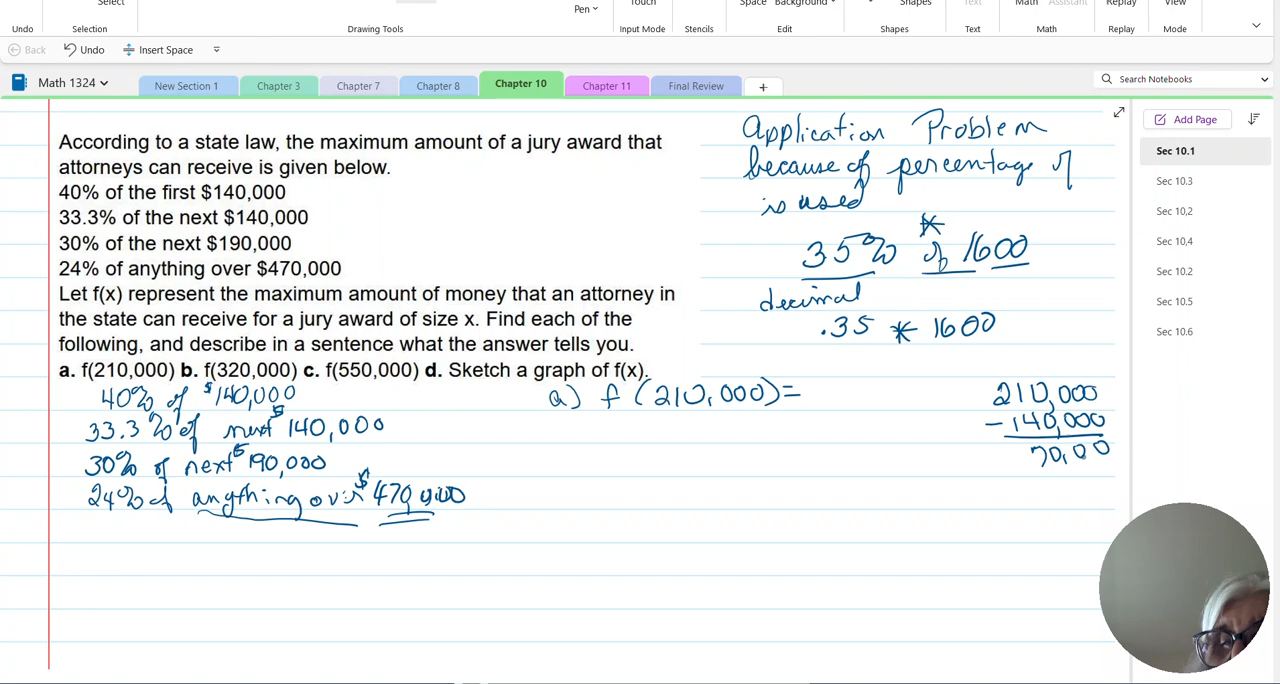 Select
Pen
Touch
Space Background
Shapes
Text
Math Assistant
Replay
View
Undo
Selection
Drawing Tools
Input Mode
Stencils
Edit
Shapes
Text
Math
Replay
Mode
Back Undo Insert Space
Math 1324
New Section 1
Chapter 3
Chapter 7
Chapter 8
Chapter 10
Chapter 11
Final Review
+
Search Notebooks
Add Page
Sec 10.1
Sec 10.3
Sec 10,2
Sec 10,4
Sec 10.2
Sec 10.5
Sec 10.6
According to a state law, the maximum amount of a jury award that
attorneys can receive is given below.
40% of the first $140,000
33.3% of the next $140,000
30% of the next $190,000
24% of anything over $470,000
Let f(x) represent the maximum amount of money that an attorney in
the state can receive for a jury award of size x. Find each of the
following, and describe in a sentence what the answer tells you.
a. f(210,000) b. f(320,000) c. f(550,000) d. Sketch a graph of f(x).
Application Problem
because of percentage of
is used
*
35% of 1600
decimal
.35 * 1600
40% of $140,000
33.3% of next $140,000
30% of next $190,000
24% of anything over $470,000
a) f(210,000)=
210,000
-140,000
70,00